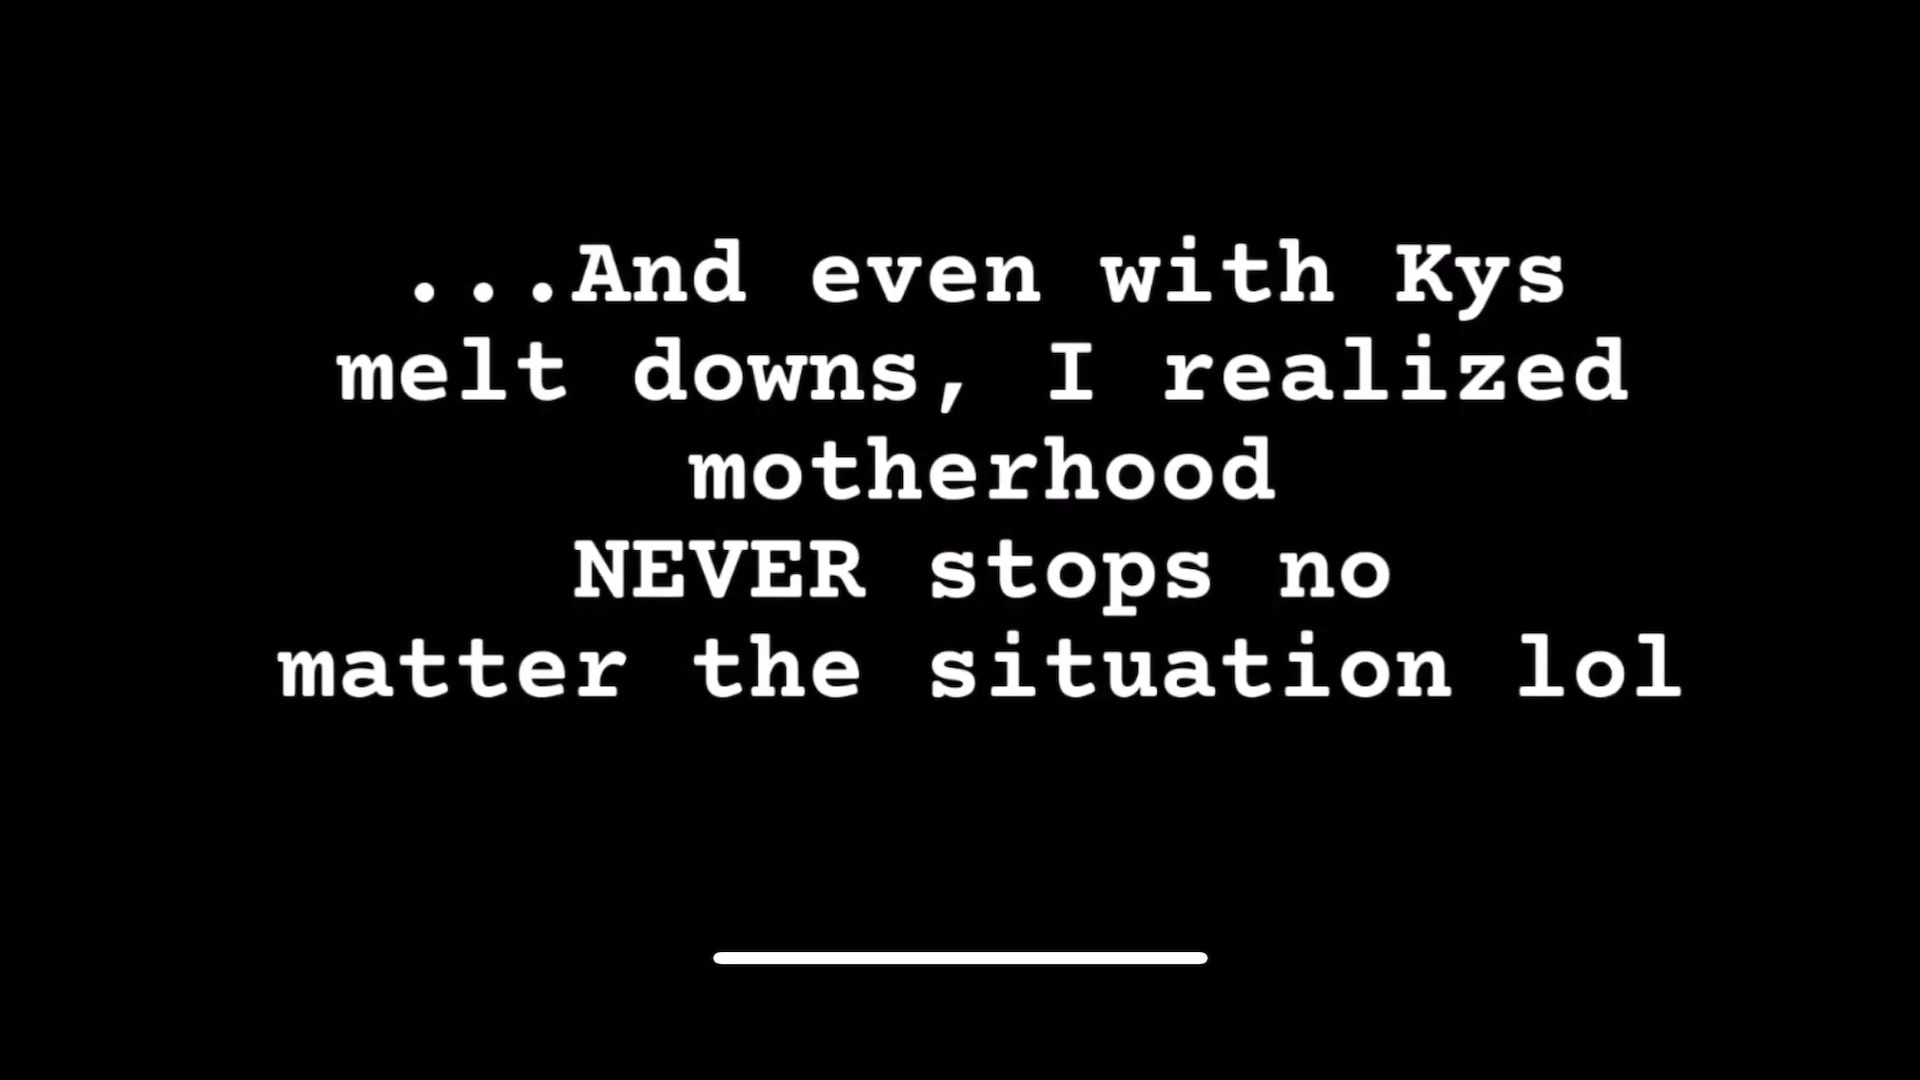 ...And even with Kys
melt downs, I realized
motherhood
NEVER stops no
matter the situation lol